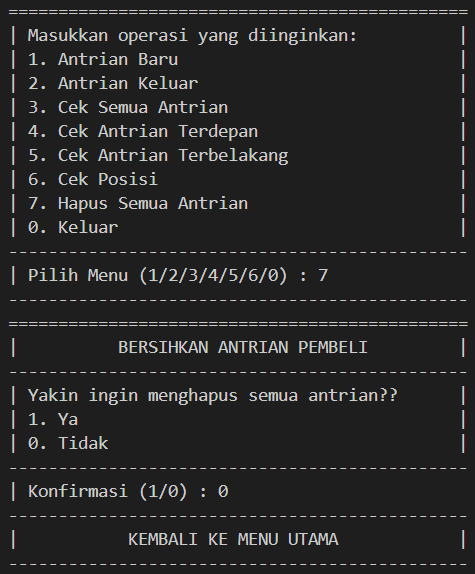 ==============================================
| Masukkan operasi yang diinginkan:          |
| 1. Antrian Baru                            |
| 2. Antrian Keluar                          |
| 3. Cek Semua Antrian                       |
| 4. Cek Antrian Terdepan                    |
| 5. Cek Antrian Terbelakang                 |
| 6. Cek Posisi                              |
| 7. Hapus Semua Antrian                     |
| 0. Keluar                                  |
----------------------------------------------
| Pilih Menu (1/2/3/4/5/6/0) : 7
----------------------------------------------
==============================================
|          BERSIHKAN ANTRIAN PEMBELI         |
----------------------------------------------
| Yakin ingin menghapus semua antrian??      |
| 1. Ya                                      |
| 0. Tidak                                   |
----------------------------------------------
| Konfirmasi (1/0) : 0
----------------------------------------------
|           KEMBALI KE MENU UTAMA            |
----------------------------------------------